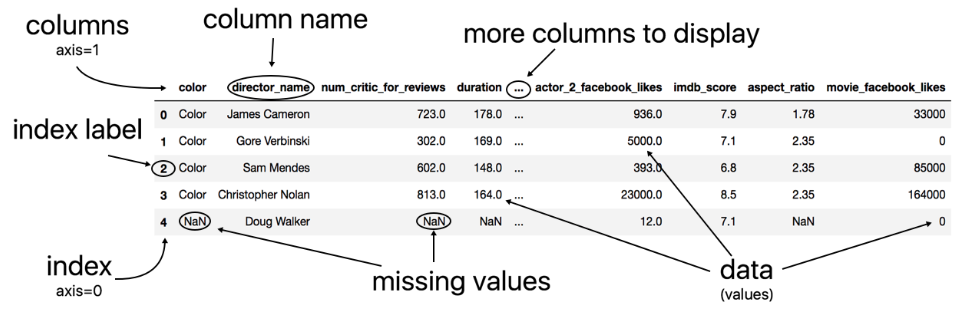 columns
axis=1
column name
more columns to display
color director_name num_critic_for_reviews duration ... actor_2_facebook_likes imdb_score aspect_ratio movie_facebook_likes
0 Color James Cameron 723.0 178.0 ... 936.0 7.9 1.78 33000
index label
1 Color Gore Verbinski 302.0 169.0 ... 5000.0 7.1 2.35 0
2 Color Sam Mendes 602.0 148.0 ... 393.0 6.8 2.35 85000
3 Color Christopher Nolan 813.0 164.0 ... 23000.0 8.5 2.35 164000
4 NaN Doug Walker NaN NaN ... 12.0 7.1 NaN 0
index
axis=0
missing values
data
(values)